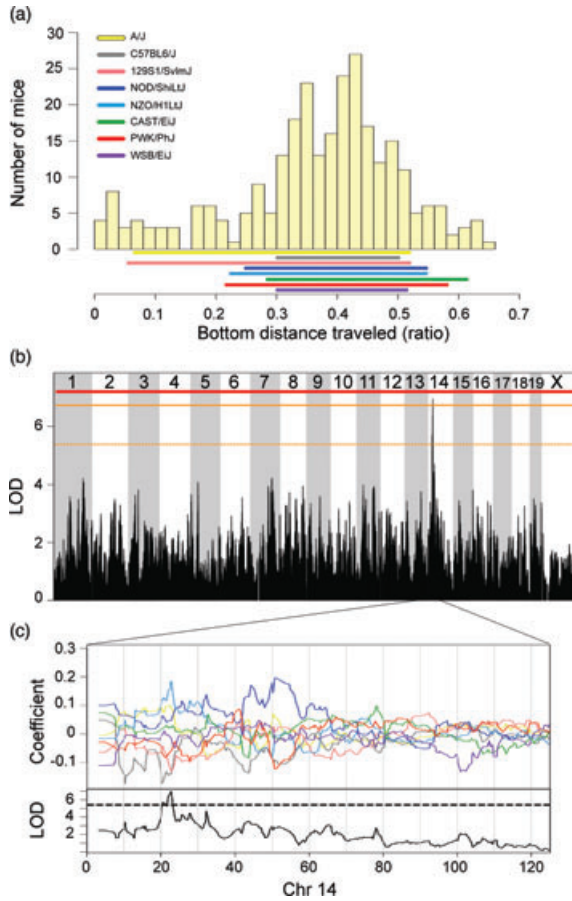 (a)
30
25
20
15
10
5
0
Number of mice
A/J
C57BL6/J
129S1/SvImJ
NOD/ShiLtJ
NZO/H1LtJ
CAST/EiJ
PWK/PhJ
WSB/EiJ
0 0.1 0.2 0.3 0.4 0.5 0.6 0.7
Bottom distance traveled (ratio)
(b)
1 2 3 4 5 6 7 8 9 10 11 12 13 14 15 16 17 18 19 X
6
4
2
0
LOD
(c)
0.3
0.2
0.1
0
-0.1
Coefficient
6
4
2
LOD
0 20 40 60 80 100 120
Chr 14